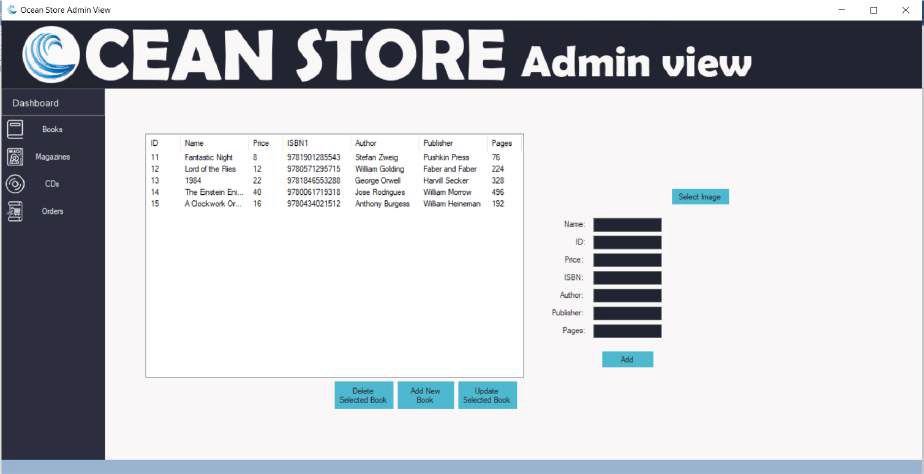 Ocean Store Admin View
OCEAN STORE Admin view
Dashboard
Books
Magazines
CDs
Orders
ID Name Price ISBN1 Author Publisher Pages
11 Fantastic Night 8 9781901285543 Stefan Zweig Pushkin Press 76
12 Lord of the Flies 12 9780571295715 William Golding Faber and Faber 224
13 1984 22 9781846553288 George Orwell Harvill Secker 328
14 The Einstein Eni... 40 9780061719318 Jose Rodrigues William Morrow 496
15 A Clockwork Or... 16 9780434021512 Anthony Burgess William Heineman 192
Select Image
Name:
ID:
Price:
ISBN:
Author:
Publisher:
Pages:
Add
Delete
Selected Book
Add New
Book
Update
Selected Book